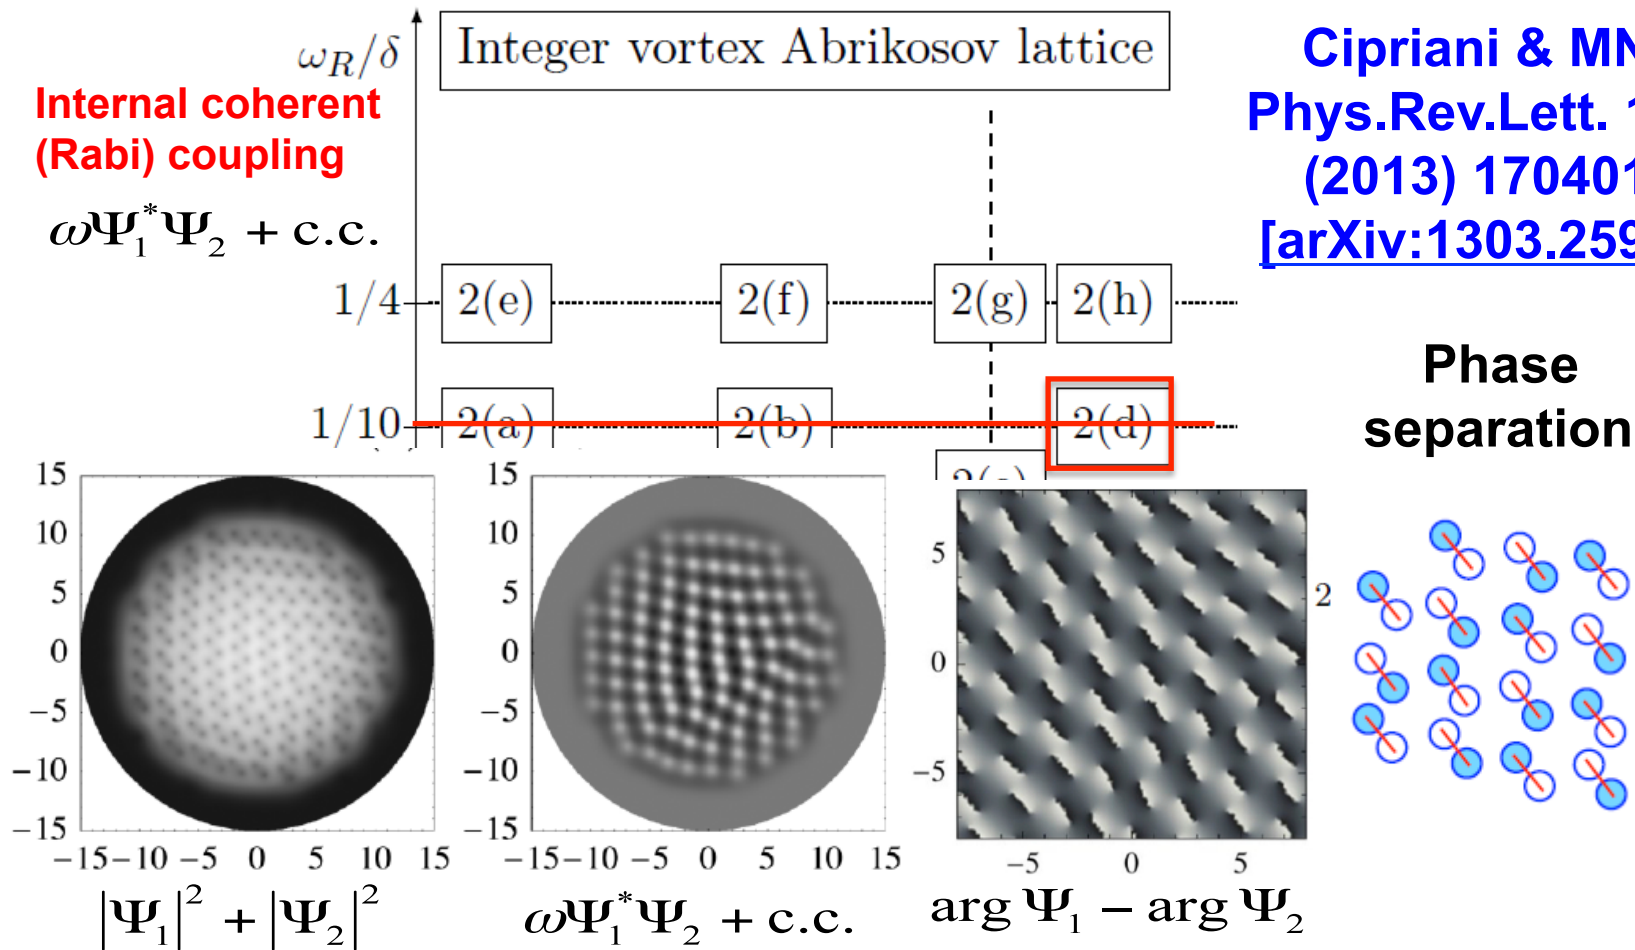 ω_R/δ
Integer vortex Abrikosov lattice
Internal coherent
(Rabi) coupling
ωΨ₁*Ψ₂ + c.c.
Cipriani & MN
Phys.Rev.Lett.
(2013) 170401
[arXiv:1303.259
1/4 2(e) 2(f) 2(g) 2(h)
1/10 2(a) 2(b) 2(d)
Phase
separation
15 10 5 0 −5 −10 −15
−15 −10 −5 0 5 10 15
|Ψ₁|² + |Ψ₂|²
15 10 5 0 −5 −10 −15
−15 −10 −5 0 5 10 15
ωΨ₁*Ψ₂ + c.c.
5 0 −5
−5 0 5
arg Ψ₁ − arg Ψ₂
2